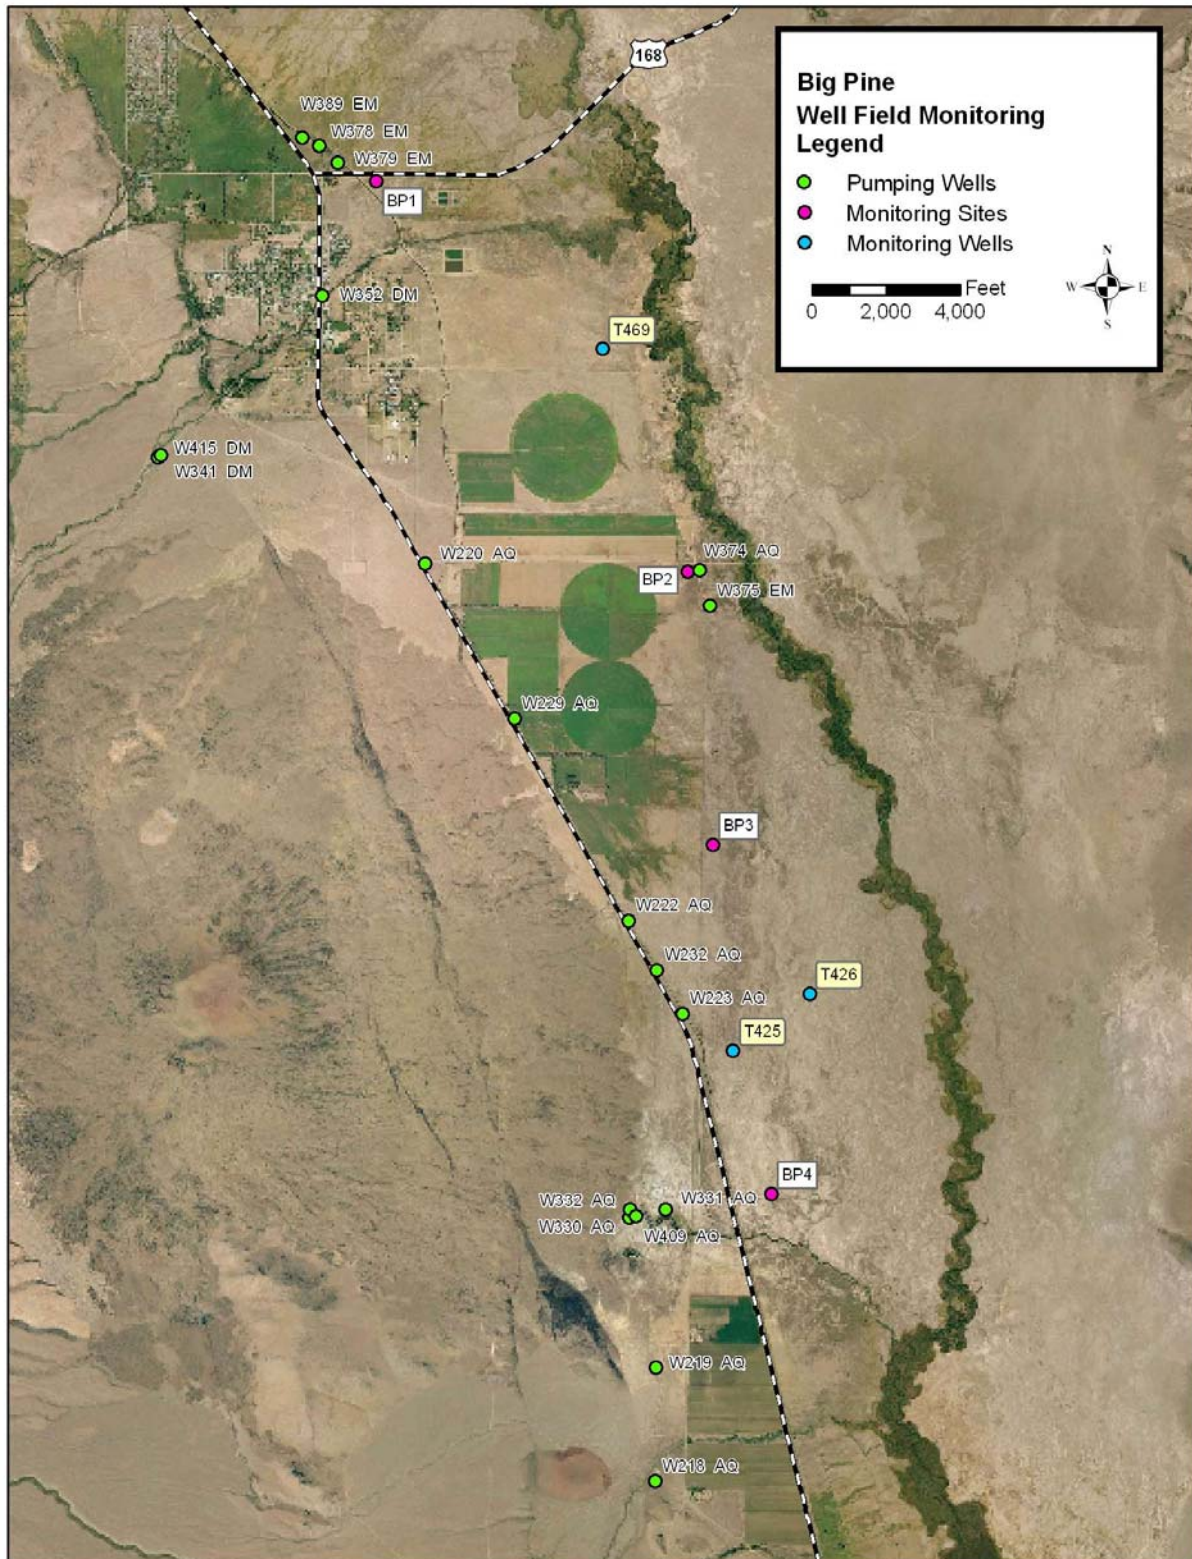 168
Big Pine
Well Field Monitoring
Legend
Pumping Wells
Monitoring Sites
Monitoring Wells
Feet
0 2,000 4,000
N
W E
S
W389 EM
W378 EM
W379 EM
BP1
W352 DM
T469
W415 DM
W341 DM
W220 AQ
W374 AQ
BP2
W375 EM
W229 AQ
BP3
W222 AQ
W232 AQ
T426
W223 AQ
T425
BP4
W332 AQ
W331 AQ
W330 AQ
W409 AQ
W219 AQ
W218 AQ